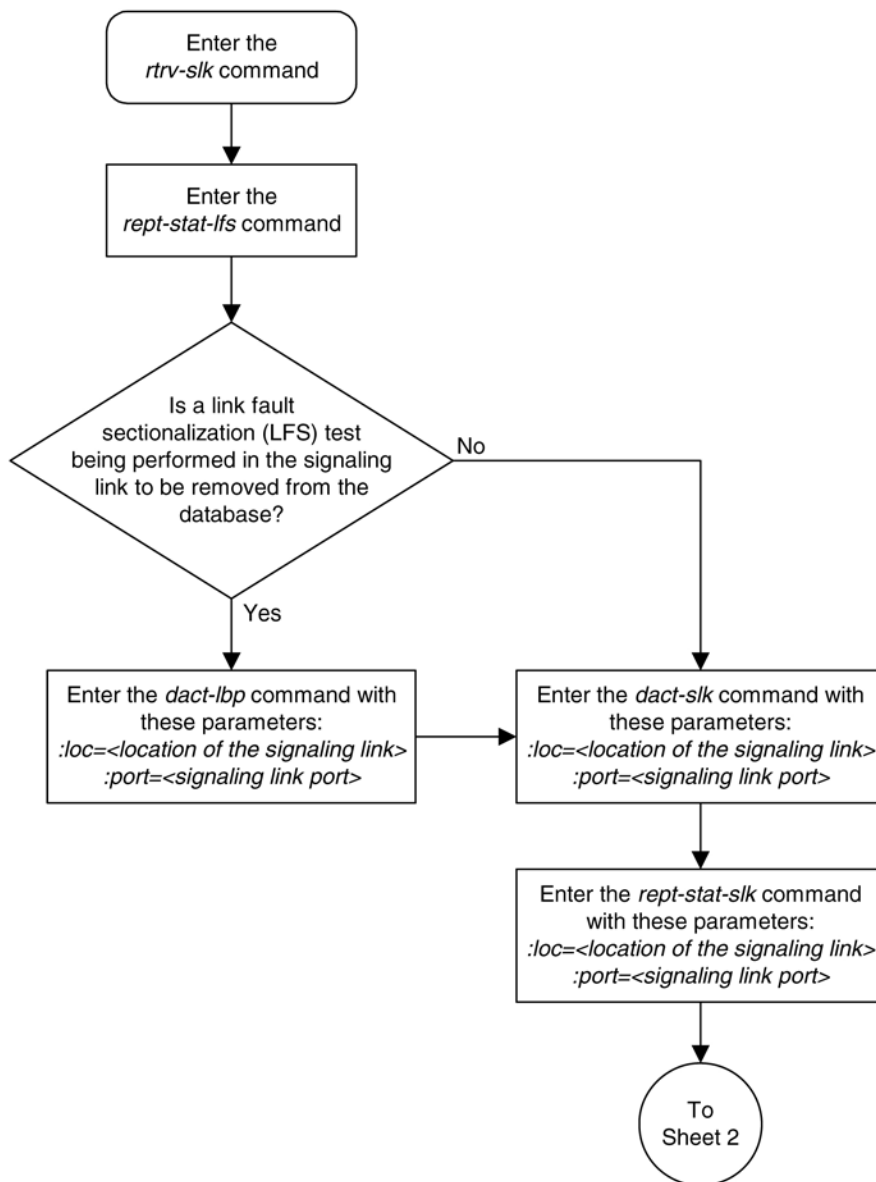 Enter the
rtrv-slk command
Enter the
rept-stat-lfs command
Is a link fault
sectionalization (LFS) test
being performed in the signaling
link to be removed from the
database?
No
Yes
Enter the dact-lbp command with
these parameters:
:loc=<location of the signaling link>
:port=<signaling link port>
Enter the dact-slk command with
these parameters:
:loc=<location of the signaling link>
:port=<signaling link port>
Enter the rept-stat-slk command
with these parameters:
:loc=<location of the signaling link>
:port=<signaling link port>
To
Sheet 2